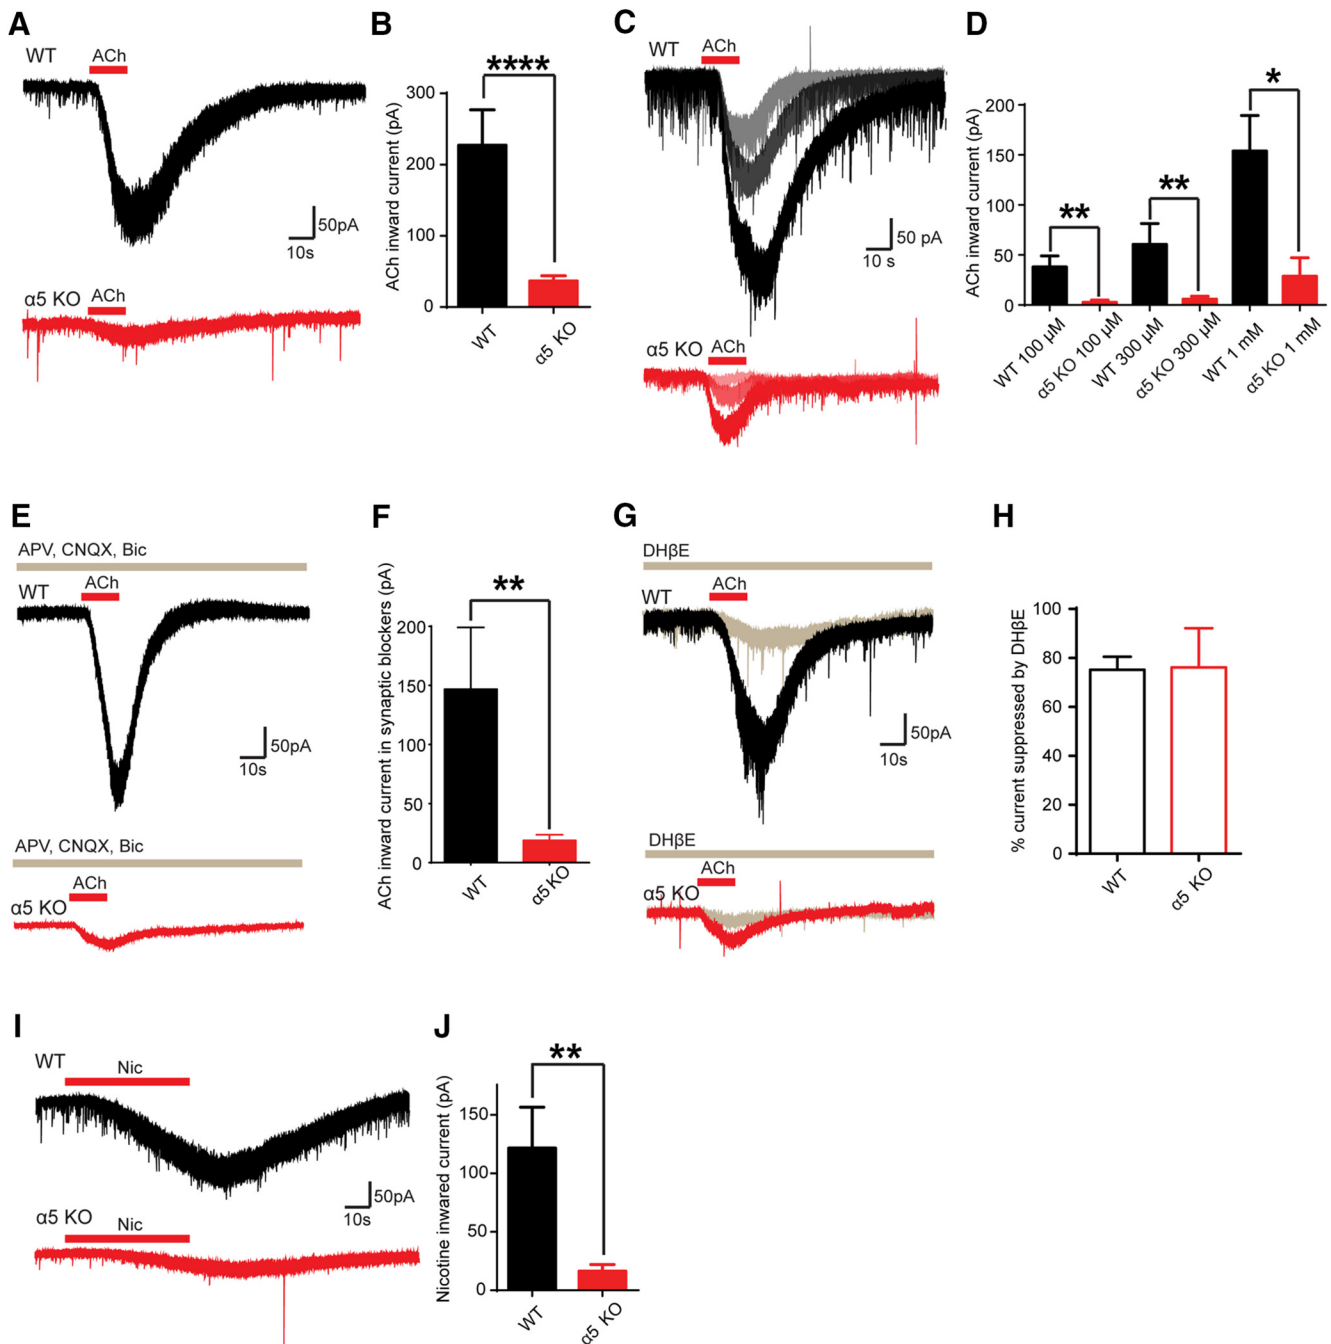 A
WT
ACh
50pA
10s
α5 KO
ACh
B
****
ACh inward current (pA)
300
200
100
0
WT
α5 KO
C
WT
ACh
50 pA
10 s
α5 KO
ACh
D
ACh inward current (pA)
200
150
100
50
0
**
**
*
WT 100 µM
α5 KO 100 µM
WT 300 µM
α5 KO 300 µM
WT 1 mM
α5 KO 1 mM
E
APV, CNQX, Bic
WT
ACh
50pA
10s
APV, CNQX, Bic
ACh
α5 KO
F
**
ACh inward current in synaptic blockers (pA)
200
150
100
50
0
WT
α5 KO
G
DHβE
WT
ACh
50pA
10s
DHβE
ACh
α5 KO
H
% current suppressed by DHβE
100
80
60
40
20
0
WT
α5 KO
I
WT
Nic
50pA
10s
α5 KO
Nic
J
**
Nicotine inwared current (pA)
150
100
50
0
WT
α5 KO